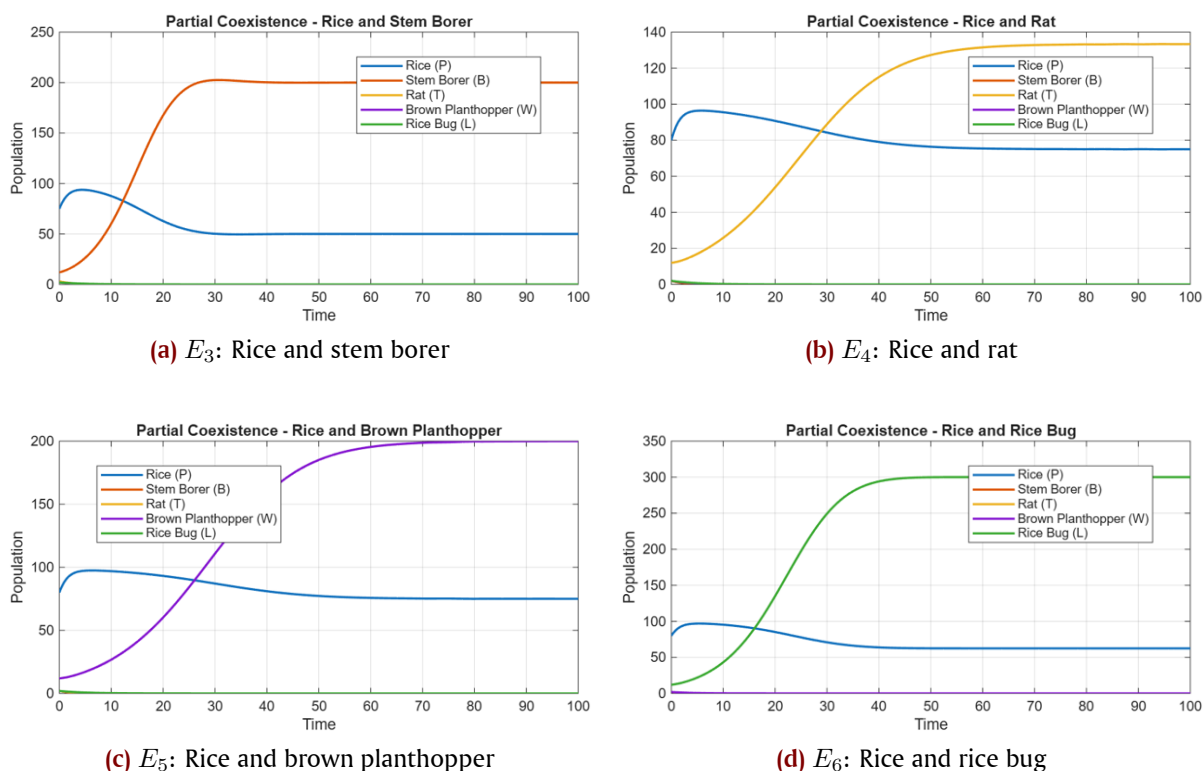 Partial Coexistence - Rice and Stem Borer
250
200
150
100
50
0
Population
Rice (P)
Stem Borer (B)
Rat (T)
Brown Planthopper (W)
Rice Bug (L)
0 10 20 30 40 50 60 70 80 90 100
Time
(a) E₃: Rice and stem borer
Partial Coexistence - Rice and Rat
140
120
100
80
60
40
20
0
Population
Rice (P)
Stem Borer (B)
Rat (T)
Brown Planthopper (W)
Rice Bug (L)
0 10 20 30 40 50 60 70 80 90 100
Time
(b) E₄: Rice and rat
Partial Coexistence - Rice and Brown Planthopper
200
150
100
50
0
Population
Rice (P)
Stem Borer (B)
Rat (T)
Brown Planthopper (W)
Rice Bug (L)
0 10 20 30 40 50 60 70 80 90 100
Time
(c) E₅: Rice and brown planthopper
Partial Coexistence - Rice and Rice Bug
350
300
250
200
150
100
50
0
Population
Rice (P)
Stem Borer (B)
Rat (T)
Brown Planthopper (W)
Rice Bug (L)
0 10 20 30 40 50 60 70 80 90 100
Time
(d) E₆: Rice and rice bug